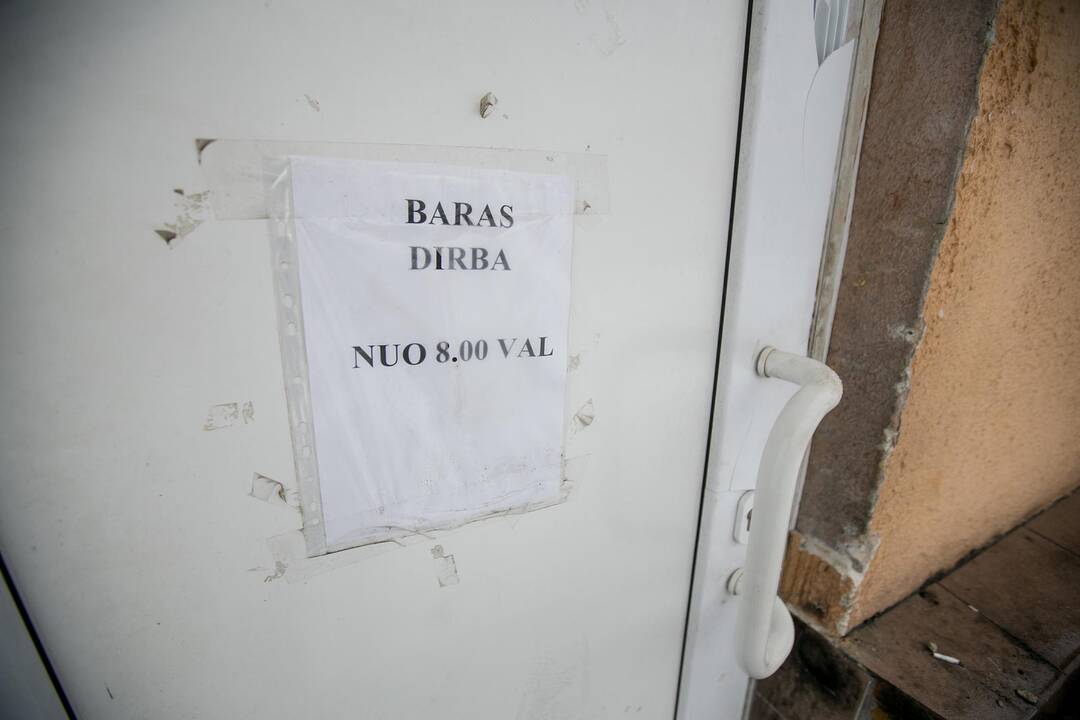 BARAS
DIRBA
NUO 8.00 VAL